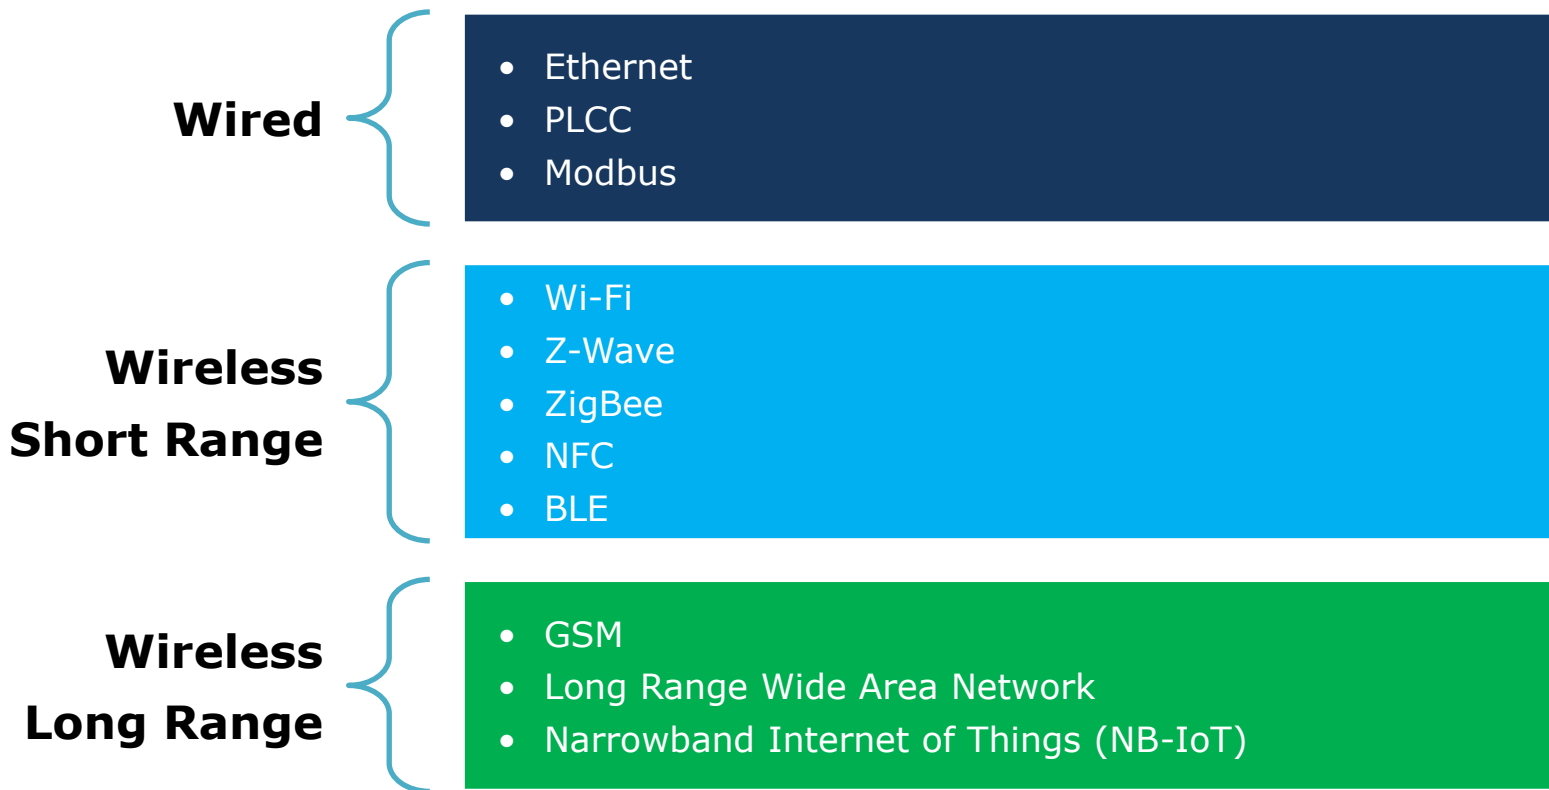 Wired
• Ethernet
• PLCC
• Modbus
Wireless
Short Range
• Wi-Fi
• Z-Wave
• ZigBee
• NFC
• BLE
Wireless
Long Range
• GSM
• Long Range Wide Area Network
• Narrowband Internet of Things (NB-IoT)